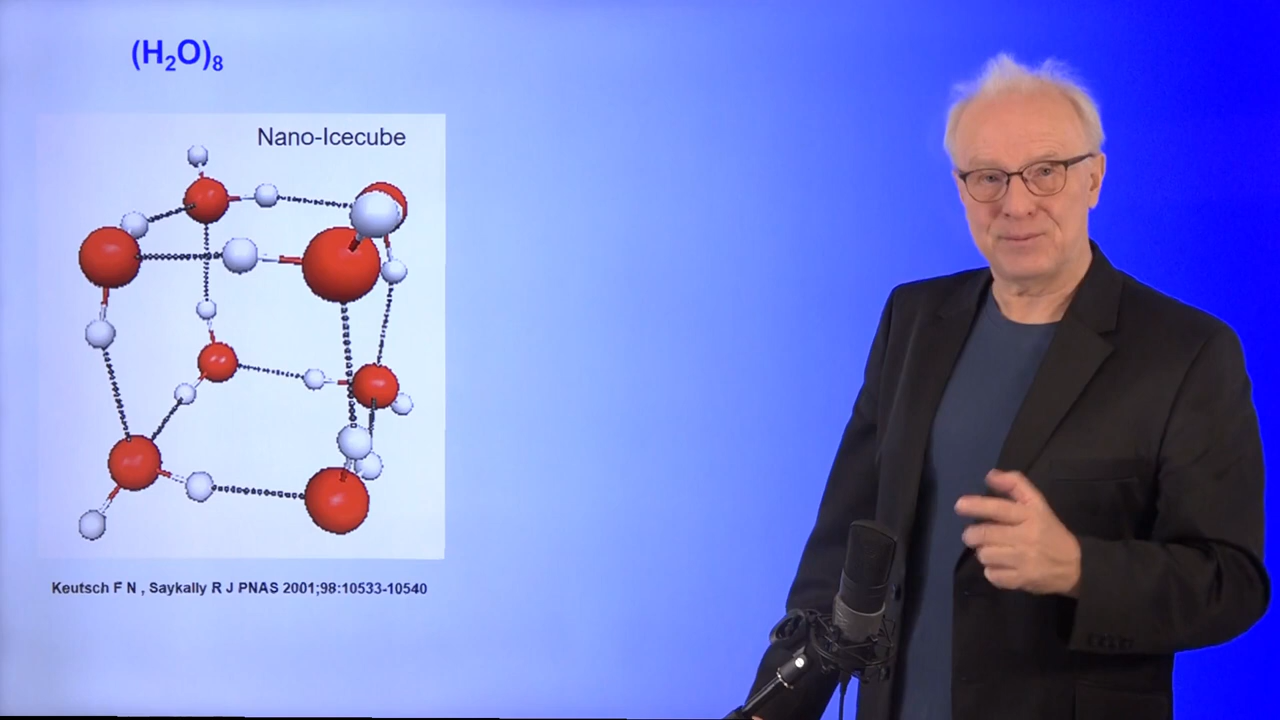 (H₂O)₈
Nano-Icecube
Keutsch F N , Saykally R J PNAS 2001;98:10533-10540